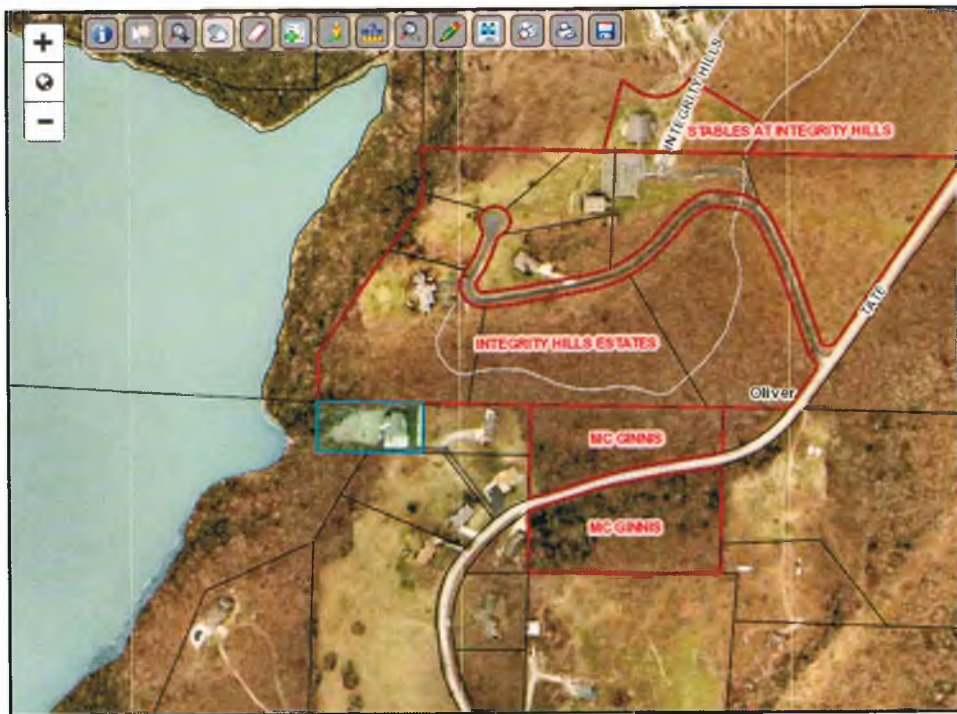 +
i
−
INTEGRITY HILLS
STABLES AT INTEGRITY HILLS
TATE
INTEGRITY HILLS ESTATES
Oliver
MC GINNIS
MC GINNIS